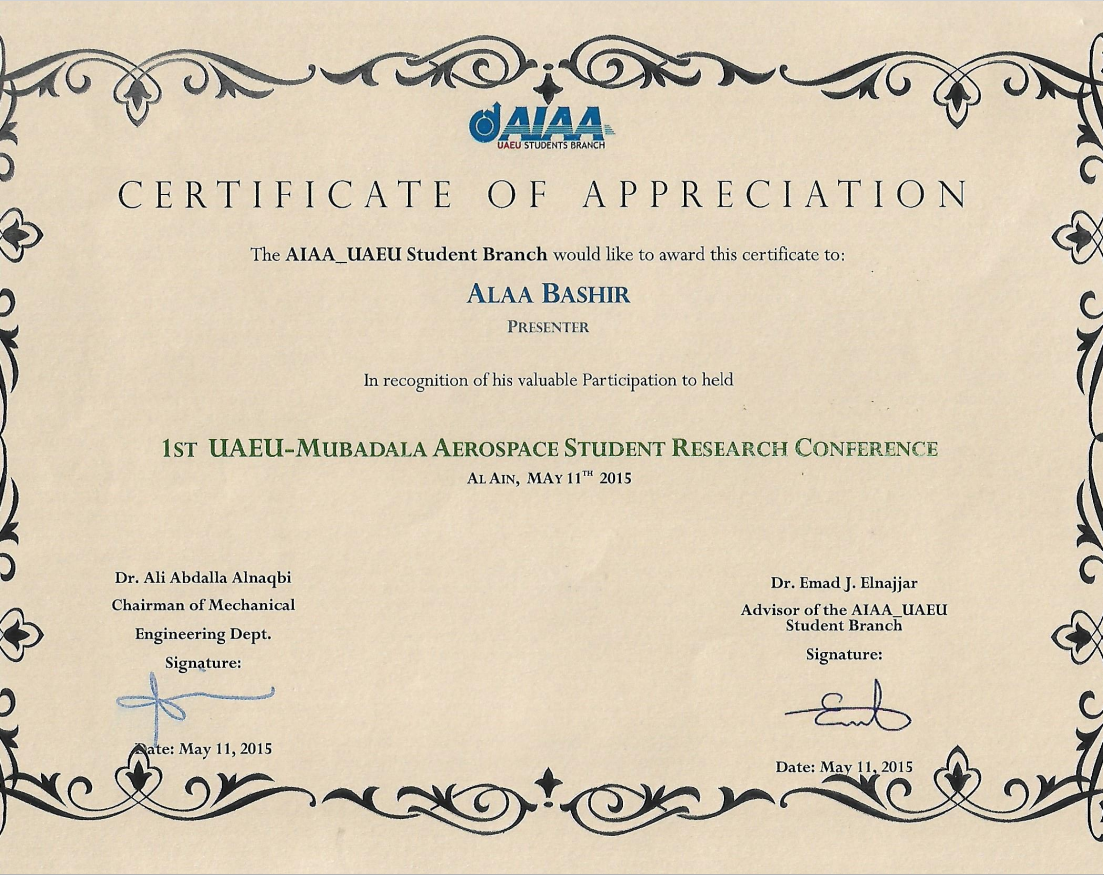 AIAA
UAEU STUDENTS BRANCH
CERTIFICATE OF APPRECIATION
The AIAA_UAEU Student Branch would like to award this certificate to:
ALAA BASHIR
PRESENTER
In recognition of his valuable Participation to held
1ST UAEU-MUBADALA AEROSPACE STUDENT RESEARCH CONFERENCE
AL AIN, MAY 11TH 2015
Dr. Ali Abdalla Alnaqbi
Chairman of Mechanical
Engineering Dept.
Signature:
Date: May 11, 2015
Dr. Emad J. Elnajjar
Advisor of the AIAA_UAEU
Student Branch
Signature:
Date: May 11, 2015